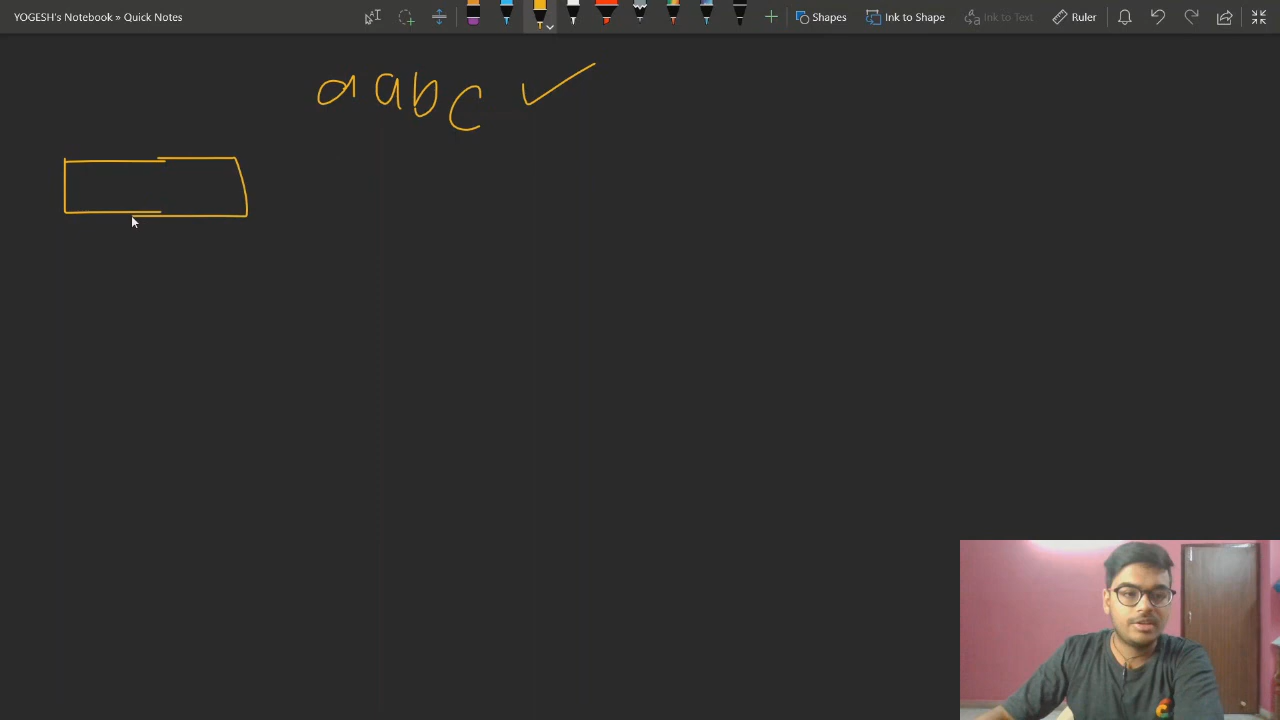 YOGESH's Notebook » Quick Notes
Shapes
Ink to Shape
Ink to Text
Ruler
aabc